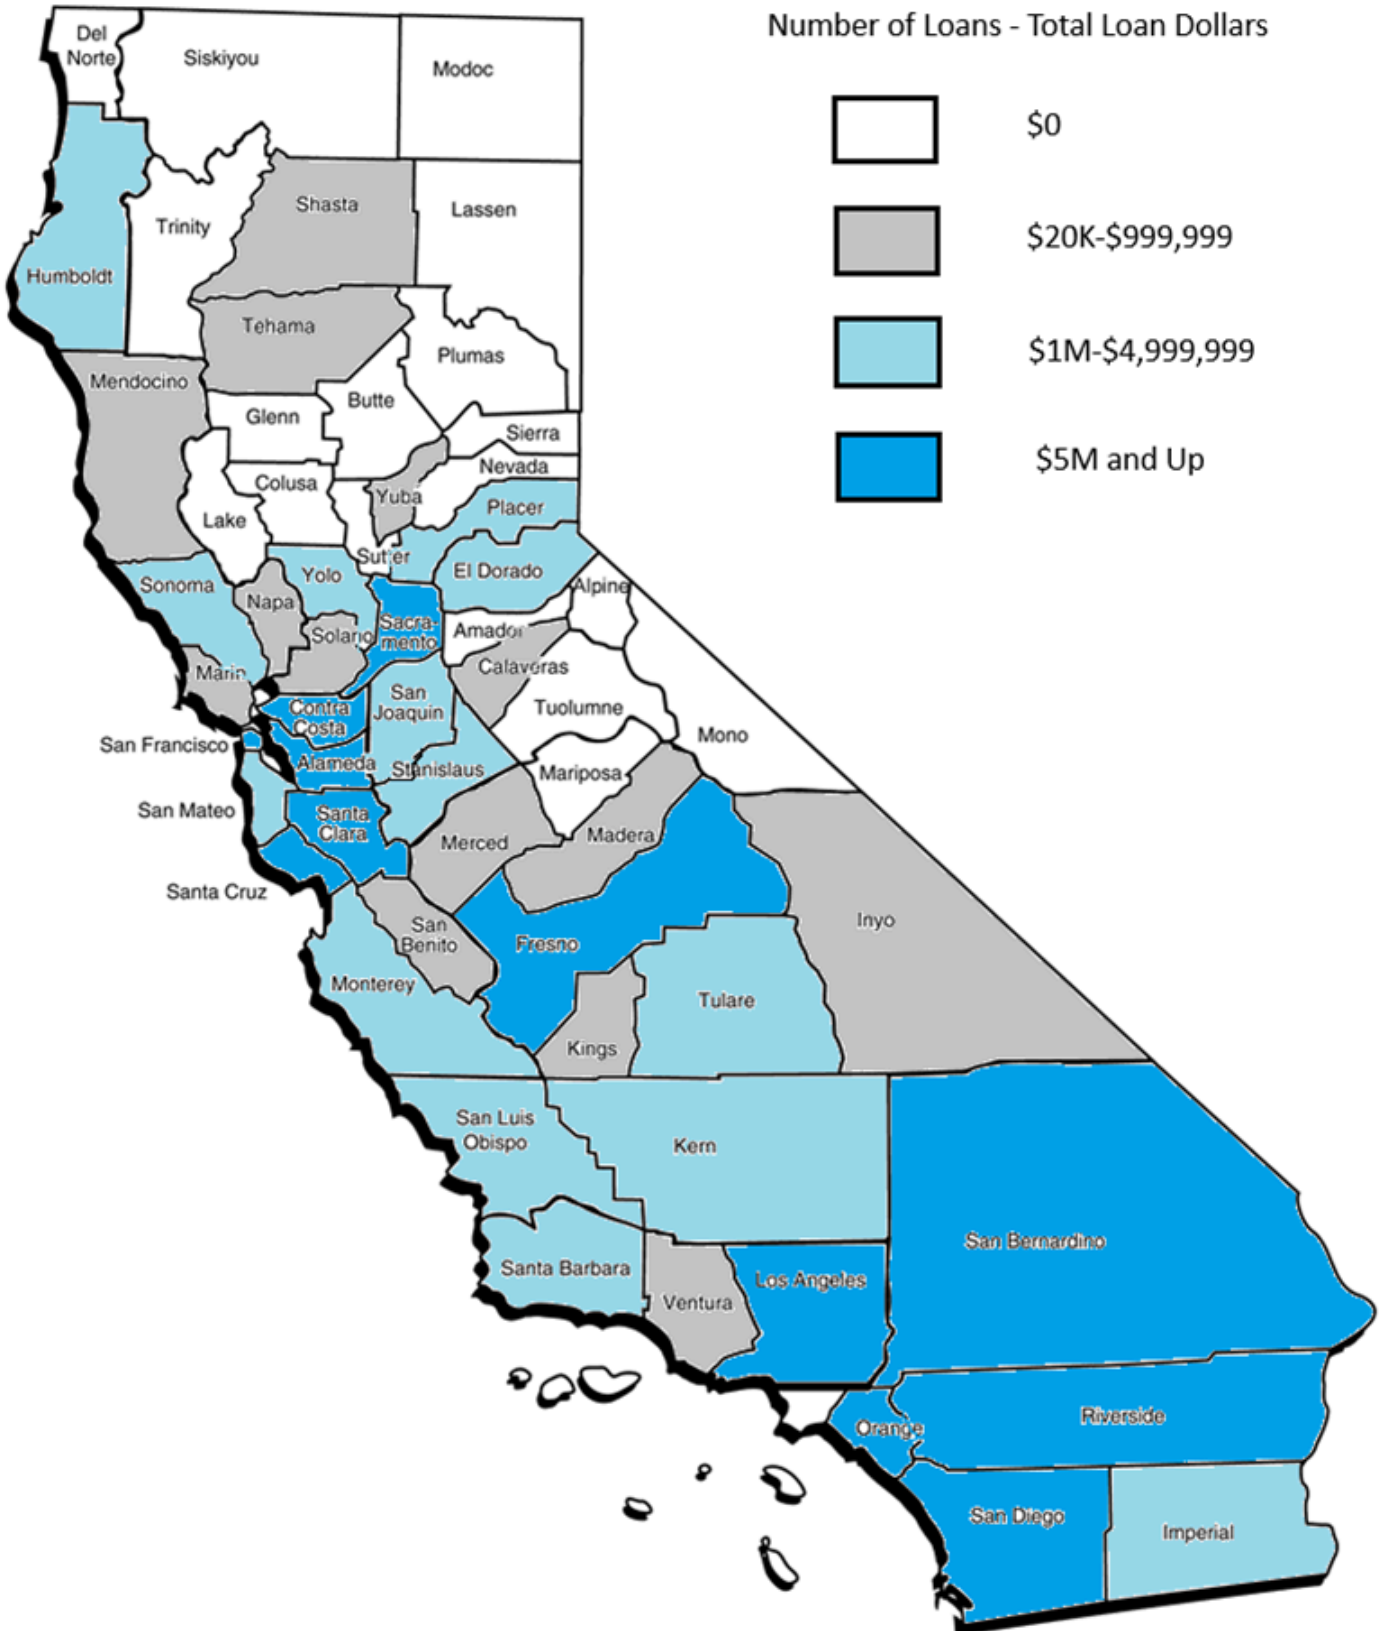 Number of Loans - Total Loan Dollars
$0
$20K-$999,999
$1M-$4,999,999
$5M and Up
Del
Norte
Siskiyou
Modoc
Shasta
Lassen
Trinity
Humboldt
Tehama
Plumas
Mendocino
Butte
Glenn
Sierra
Nevada
Colusa
Yuba
Placer
Lake
Sutter
El Dorado
Yolo
Sonoma
Alpine
Napa
Sacra-
mento
Amador
Solano
Calaveras
Marin
San
Joaquin
Contra
Costa
Tuolumne
Mono
San Francisco
Alameda
Stanislaus
Mariposa
San Mateo
Santa
Clara
Madera
Merced
Santa Cruz
San
Benito
Fresno
Inyo
Monterey
Tulare
Kings
San Luis
Obispo
Kern
San Bernardino
Santa Barbara
Los Angeles
Ventura
Riverside
Orange
San Diego
Imperial